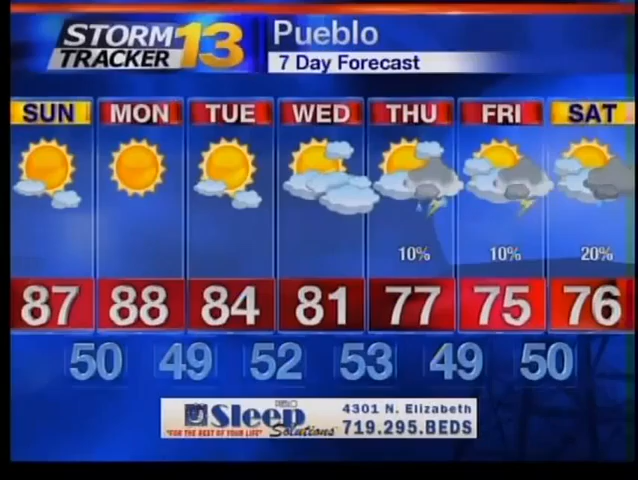 STORM 13
TRACKER
Pueblo
7 Day Forecast
SUN MON TUE WED THU FRI SAT
10% 10% 20%
87 88 84 81 77 75 76
50 49 52 53 49 50
Sleep
"FOR THE REST OF YOUR LIFE" Solutions
4301 N. Elizabeth
719.295.BEDS